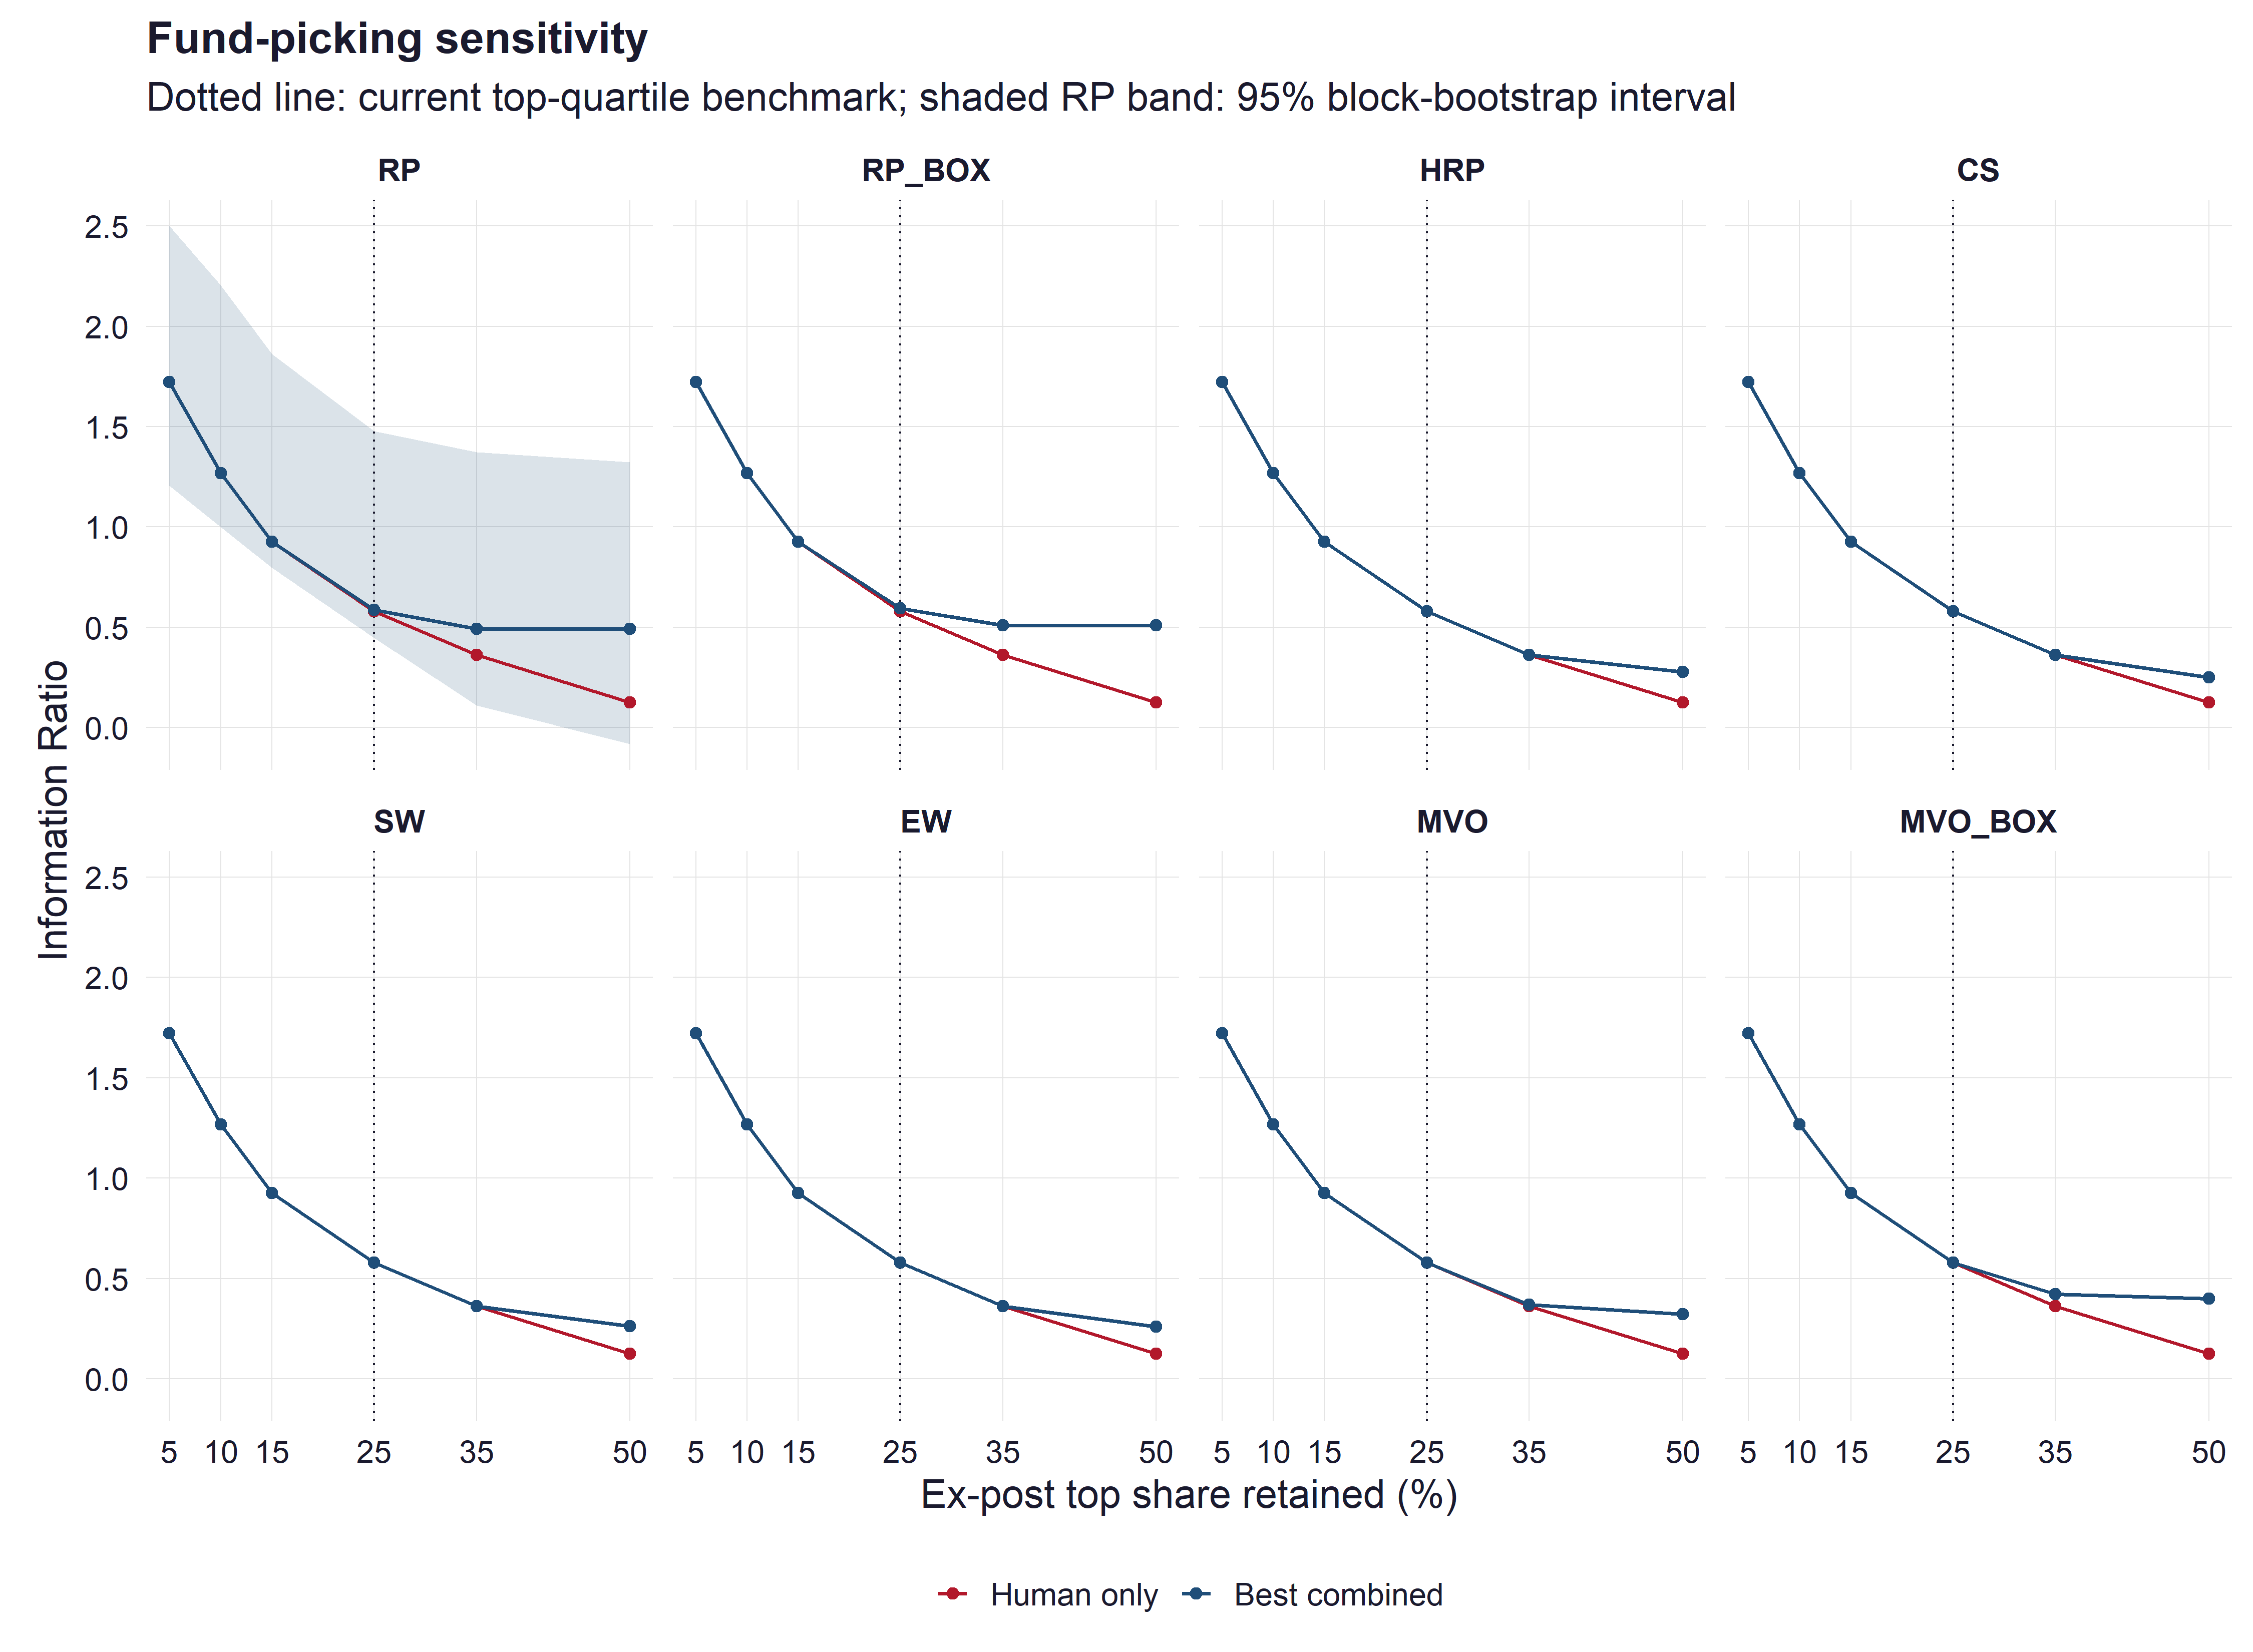 Fund-picking sensitivity
Dotted line: current top-quartile benchmark; shaded RP band: 95% block-bootstrap interval
RP RP_BOX HRP CS
2.5
2.0
1.5
1.0
0.5
0.0
Information Ratio
SW EW MVO MVO_BOX
2.5
2.0
1.5
1.0
0.5
0.0
5 10 15 25 35 50 5 10 15 25 35 50 5 10 15 25 35 50 5 10 15 25 35 50
Ex-post top share retained (%)
Human only Best combined